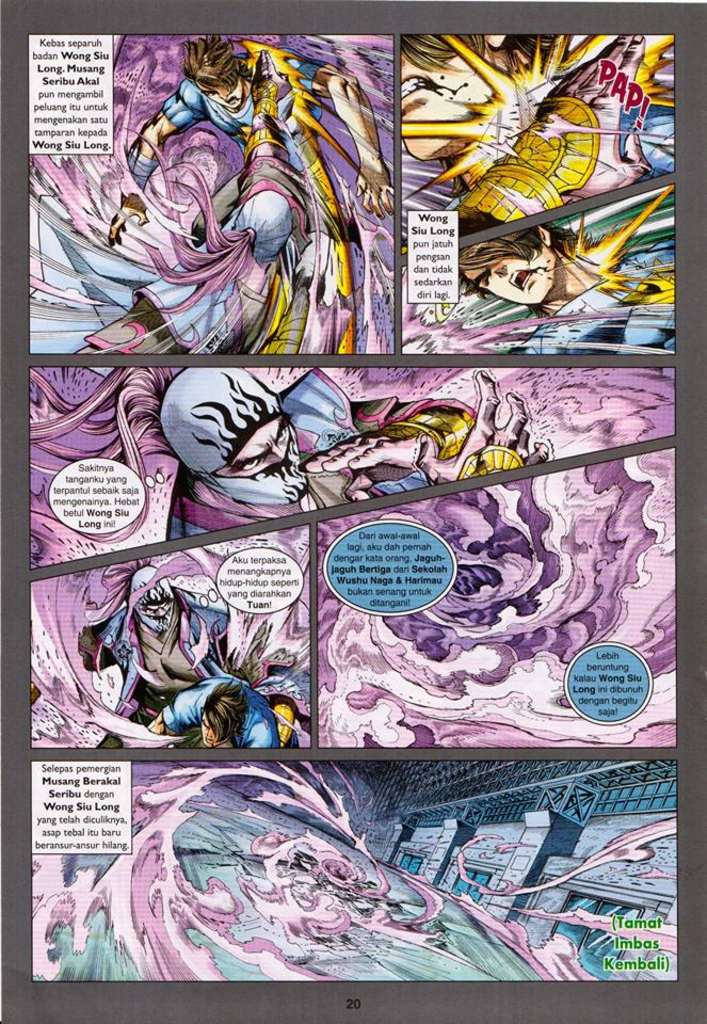 Kebas separuh
badan Wong Siu
Long. Musang
Seribu Akal
pun mengambil
peluang itu untuk
mengenakan satu
tamparan kepada
Wong Siu Long.
PAP!
Wong
Siu Long
pun jatuh
pengsan
dan tidak
sedarkan
diri lagi.
Sakitnya
tanganku yang
terpantul sebaik saja
mengenainya. Hebat
betul Wong Siu
Long ini!
Aku terpaksa
menangkapnya
hidup-hidup seperti
yang diarahkan
Tuan!
Dari awal-awal
lagi, aku dah pernah
dengar kata orang, Jaguh-
jaguh Bertiga dari Sekolah
Wushu Naga & Harimau
bukan senang untuk
ditangani!
Lebih
beruntung
kalau Wong Siu
Long ini dibunuh
dengan begitu
saja!
Selepas pemergian
Musang Berakal
Seribu dengan
Wong Siu Long
yang telah diculiknya,
asap tebal itu baru
beransur-ansur hilang.
(Tamat
Imbas
Kembali)
20